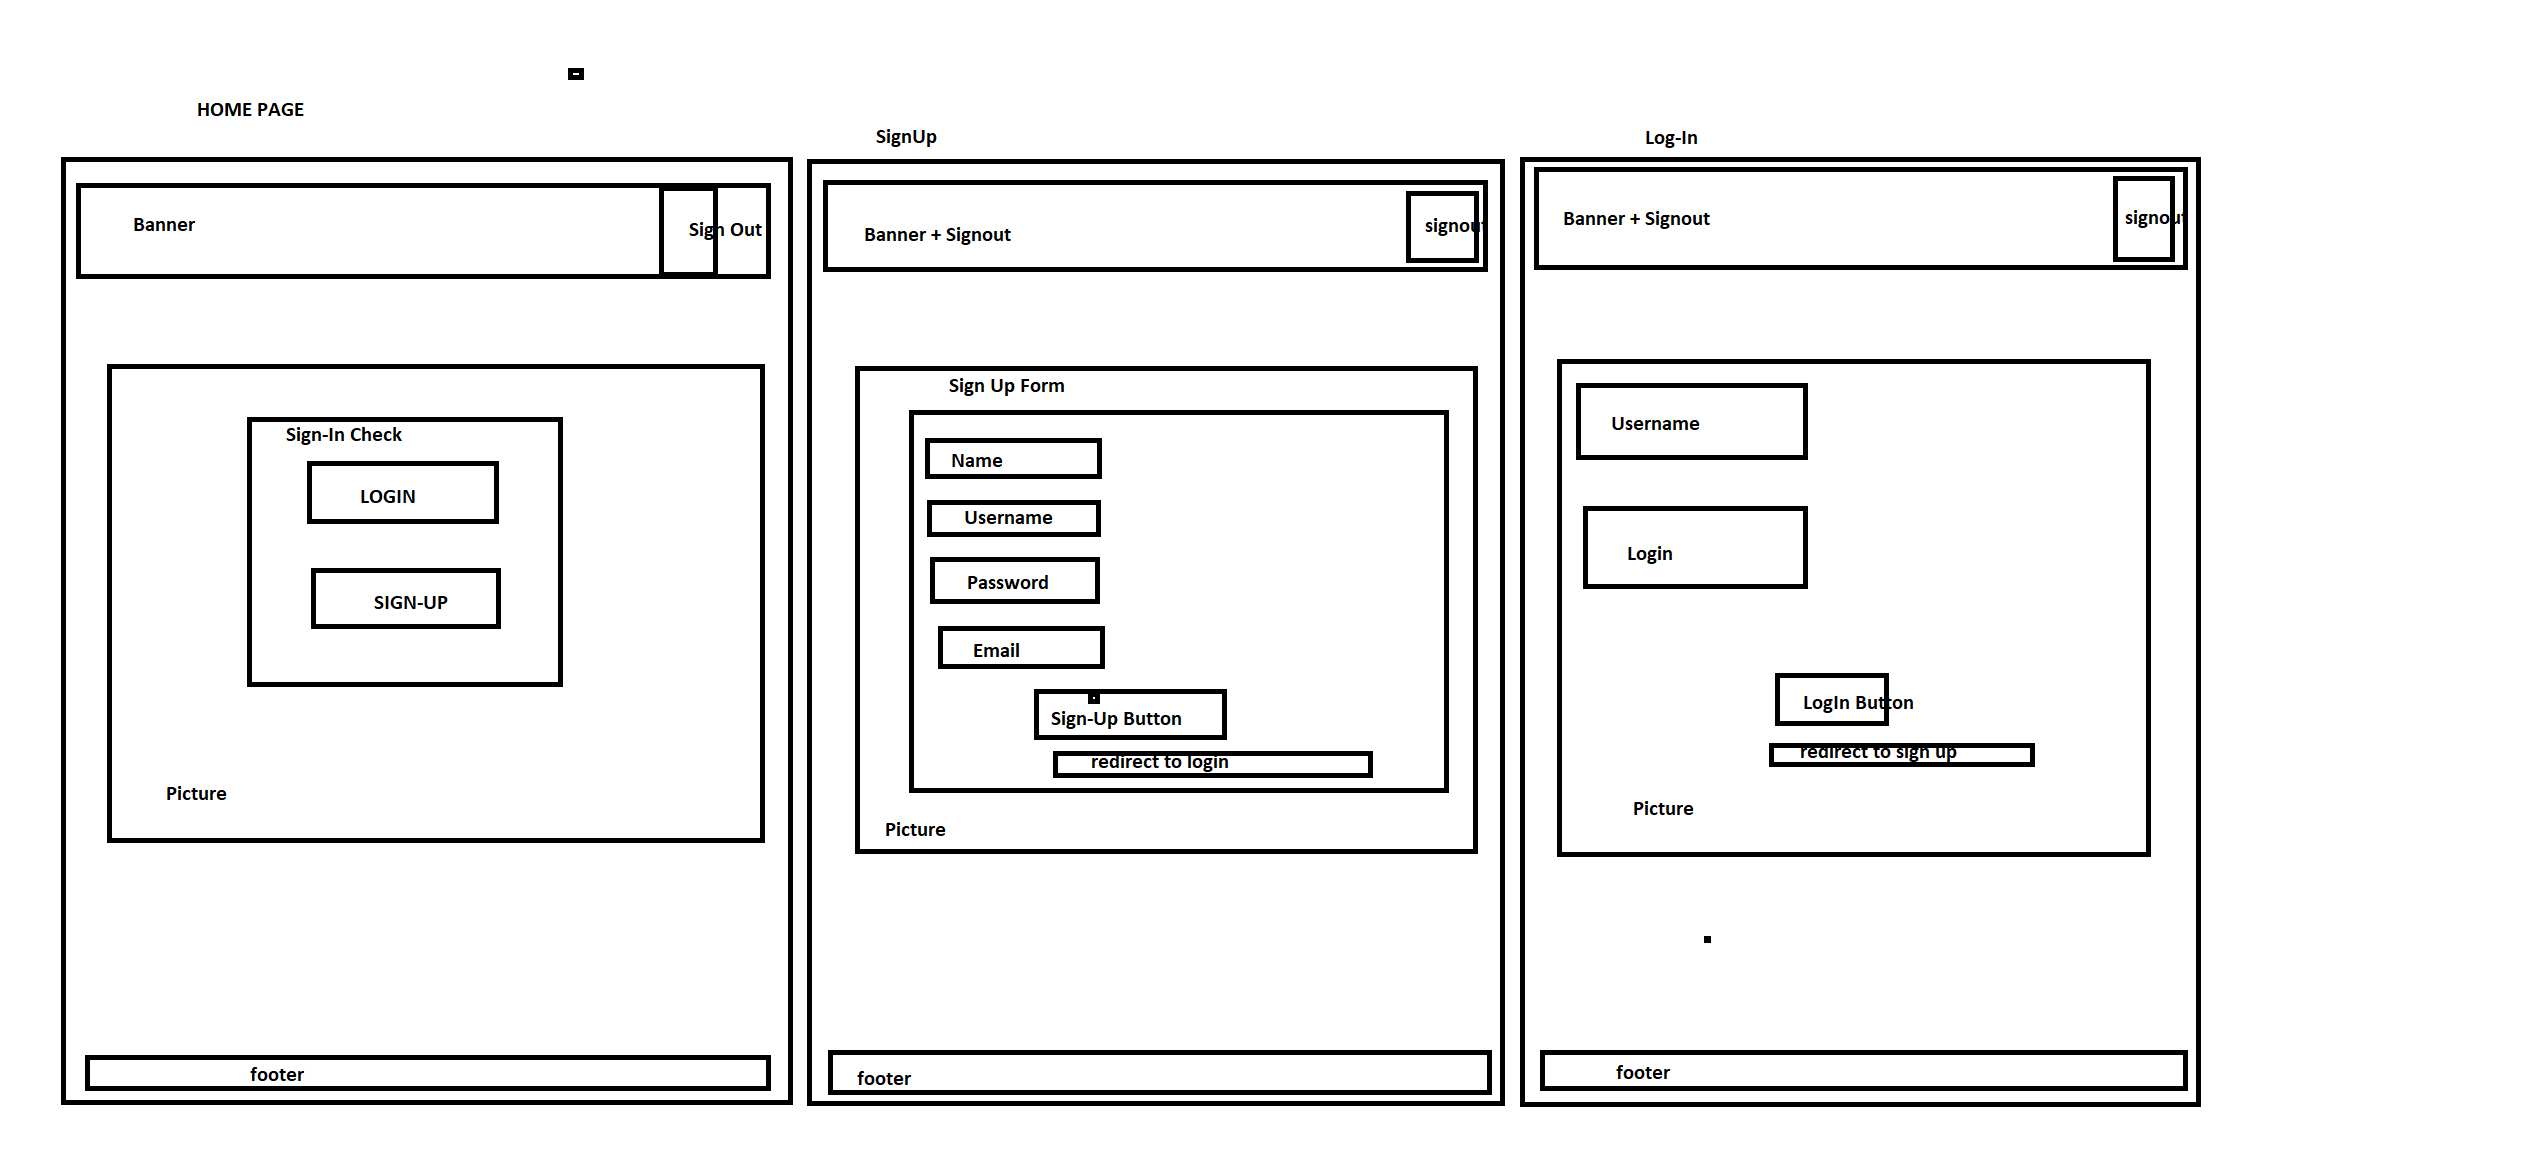 HOME PAGE
Banner
Sign Out
Sign-In Check
LOGIN
SIGN-UP
Picture
footer
SignUp
Banner + Signout
signout
Sign Up Form
Name
Username
Password
Email
Sign-Up Button
redirect to login
Picture
footer
Log-In
Banner + Signout
signout
Username
Login
LogIn Button
redirect to sign up
Picture
footer